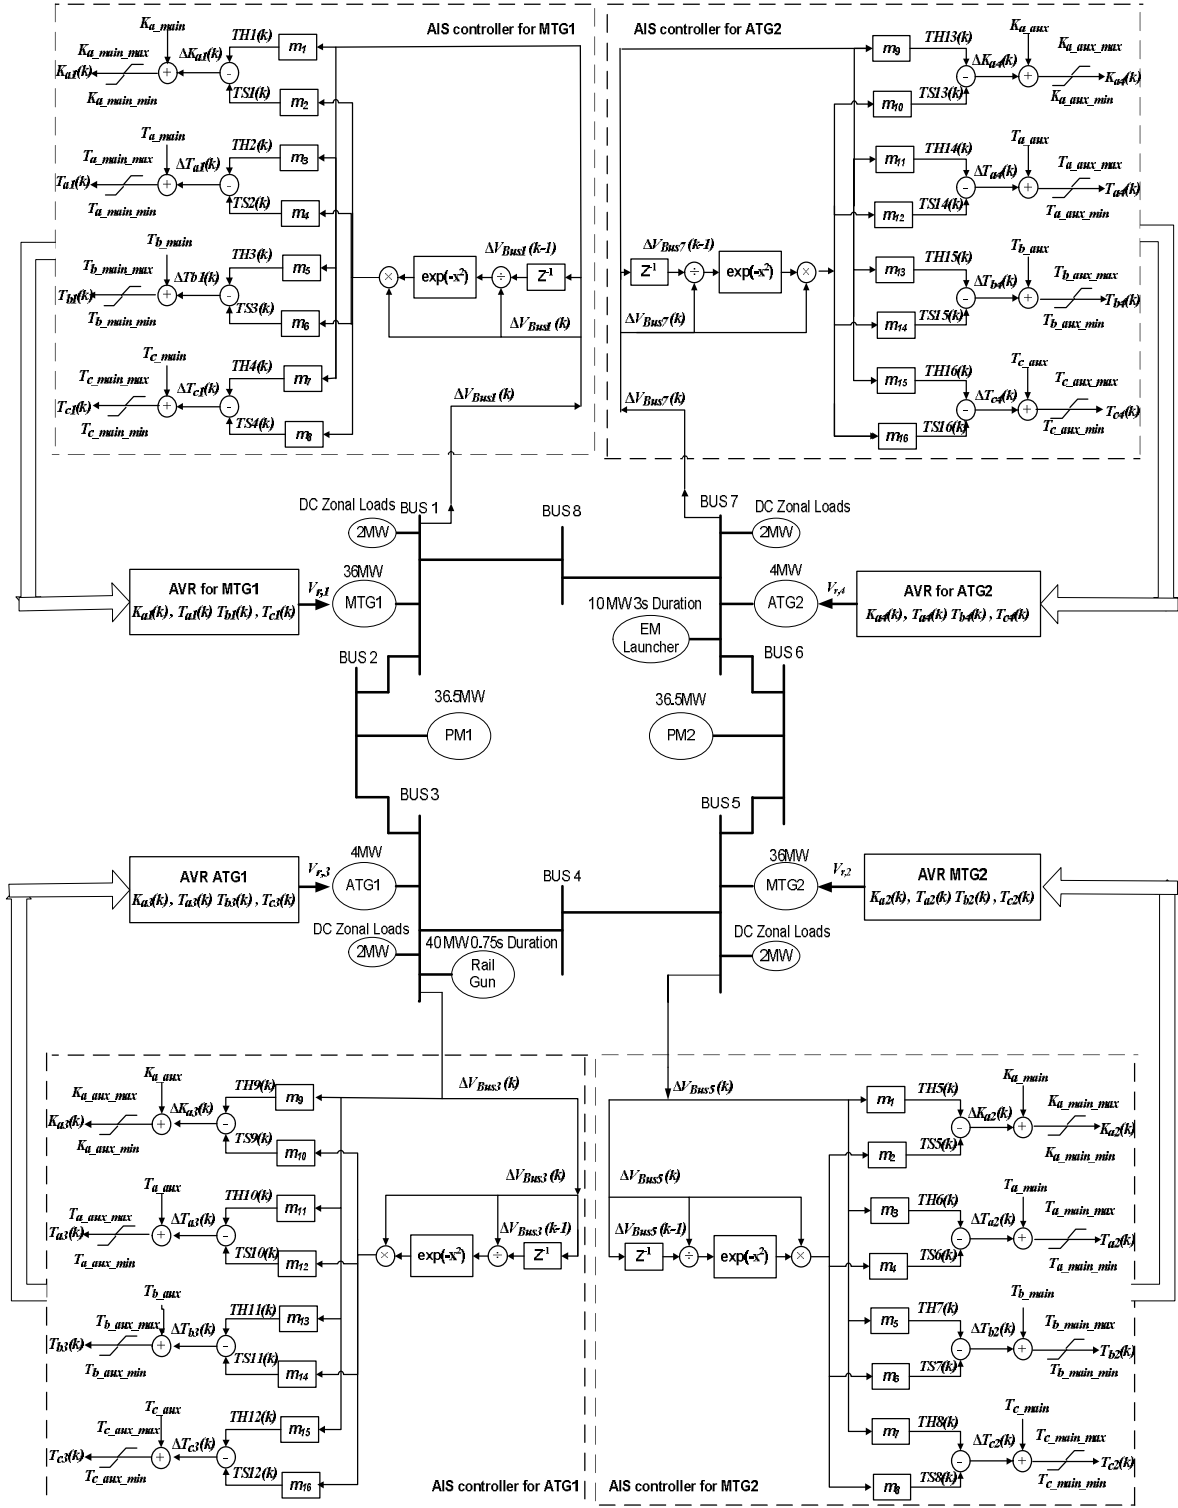 AIS controller for MTG1
K_a_main
K_a_main_max
K_a1(k)
K_a_main_min
ΔK_a1(k)
TH1(k)
TS1(k)
m1
m2
T_a_main
T_a_main_max
T_a1(k)
T_a_main_min
ΔT_a1(k)
TH2(k)
TS2(k)
m3
m4
T_b_main
T_b_main_max
T_b1(k)
T_b_main_min
ΔTb1(k)
TH3(k)
TS3(k)
m5
m6
T_c_main
T_c_main_max
T_c1(k)
T_c_main_min
ΔT_c1(k)
TH4(k)
TS4(k)
m7
m8
ΔV_Bus1(k-1)
× exp(-x²) ÷ Z⁻¹
ΔV_Bus1(k)
ΔV_Bus1(k)
AIS controller for ATG2
K_a_aux
K_a_aux_max
K_a4(k)
K_a_aux_min
ΔK_a4(k)
TH13(k)
TS13(k)
m9
m10
T_a_aux
T_a_aux_max
T_a4(k)
T_a_aux_min
ΔT_a4(k)
TH14(k)
TS14(k)
m11
m12
T_b_aux
T_b_aux_max
T_b4(k)
T_b_aux_min
ΔT_b4(k)
TH15(k)
TS15(k)
m13
m14
T_c_aux
T_c_aux_max
T_c4(k)
T_c_aux_min
ΔT_c4(k)
TH16(k)
TS16(k)
m15
m16
ΔV_Bus7(k-1)
Z⁻¹ ÷ exp(-x²) ×
ΔV_Bus7(k)
ΔV_Bus7(k)
DC Zonal Loads
2MW
BUS 1
BUS 8
BUS 7
DC Zonal Loads
2MW
AVR for MTG1
K_a1(k), T_a1(k) T_b1(k), T_c1(k)
V_r,1
36MW
MTG1
4MW
ATG2
V_r,4
AVR for ATG2
K_a4(k), T_a4(k) T_b4(k), T_c4(k)
10MW3s Duration
EM
Launcher
BUS 2
BUS 6
36.5MW
PM1
36.5MW
PM2
BUS 3
BUS 5
AVR ATG1
K_a3(k), T_a3(k) T_b3(k), T_c3(k)
V_r,3
4MW
ATG1
BUS 4
36MW
MTG2
V_r,2
AVR MTG2
K_a2(k), T_a2(k) T_b2(k), T_c2(k)
DC Zonal Loads
2MW
40MW0.75s Duration
Rail
Gun
DC Zonal Loads
2MW
K_a_aux
K_a_aux_max
K_a3(k)
K_a_aux_min
ΔK_a3(k)
TH9(k)
TS9(k)
m9
m10
T_a_aux
T_a_aux_max
T_a3(k)
T_a_aux_min
ΔT_a3(k)
TH10(k)
TS10(k)
m11
m12
T_b_aux
T_b_aux_max
T_b3(k)
T_b_aux_min
ΔT_b3(k)
TH11(k)
TS11(k)
m13
m14
T_c_aux
T_c_aux_max
T_c3(k)
T_c_aux_min
ΔT_c3(k)
TH12(k)
TS12(k)
m15
m16
ΔV_Bus3(k)
ΔV_Bus3(k)
ΔV_Bus3(k-1)
× exp(-x²) ÷ Z⁻¹
AIS controller for ATG1
ΔV_Bus5(k)
ΔV_Bus5(k)
ΔV_Bus5(k-1)
Z⁻¹ ÷ exp(-x²) ×
K_a_main
K_a_main_max
K_a2(k)
K_a_main_min
ΔK_a2(k)
TH5(k)
TS5(k)
m1
m2
T_a_main
T_a_main_max
T_a2(k)
T_a_main_min
ΔT_a2(k)
TH6(k)
TS6(k)
m3
m4
T_b_main
T_b_main_max
T_b2(k)
T_b_main_min
ΔT_b2(k)
TH7(k)
TS7(k)
m5
m6
T_c_main
T_c_main_max
T_c2(k)
T_c_main_min
ΔT_c2(k)
TH8(k)
TS8(k)
m7
m8
AIS controller for MTG2